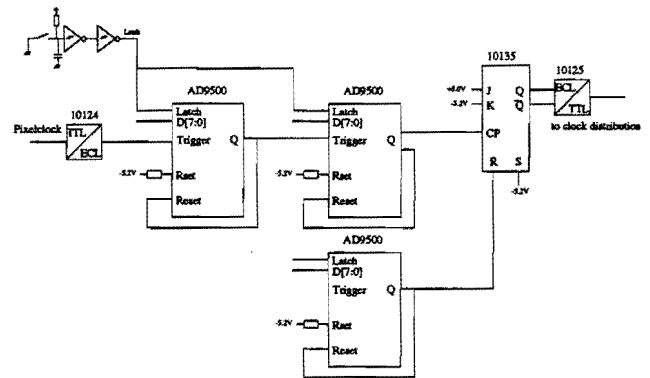 Latch
10124
Pixelclock
TTL
ECL
AD9500
Latch
D[7:0]
Trigger Q
-5.2V Rset
Reset
AD9500
Latch
D[7:0]
Trigger Q
-5.2V Rset
Reset
AD9500
Latch
D[7:0]
Trigger Q
-5.2V Rset
Reset
10135
J Q
-5.2V K Q
CP
R S
-5.2V
10125
ECL
TTL
to clock distribution